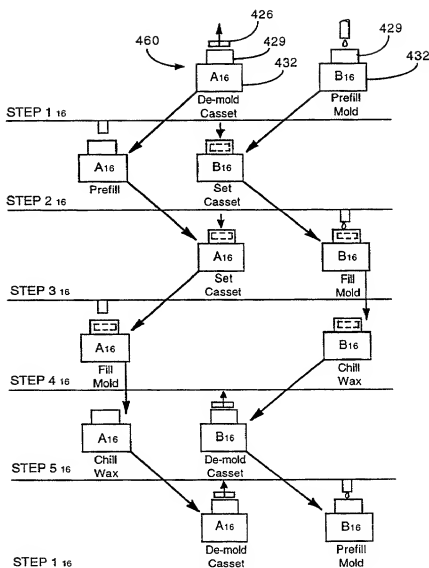 426
460
429
429
432
432
A16
B16
De-mold
Casset
Prefill
Mold
STEP 1 16
A16
B16
Prefill
Set
Casset
STEP 2 16
A16
B16
Set
Casset
Fill
Mold
STEP 3 16
A16
B16
Fill
Mold
Chill
Wax
STEP 4 16
A16
B16
Chill
Wax
De-mold
Casset
STEP 5 16
A16
B16
De-mold
Casset
Prefill
Mold
STEP 1 16